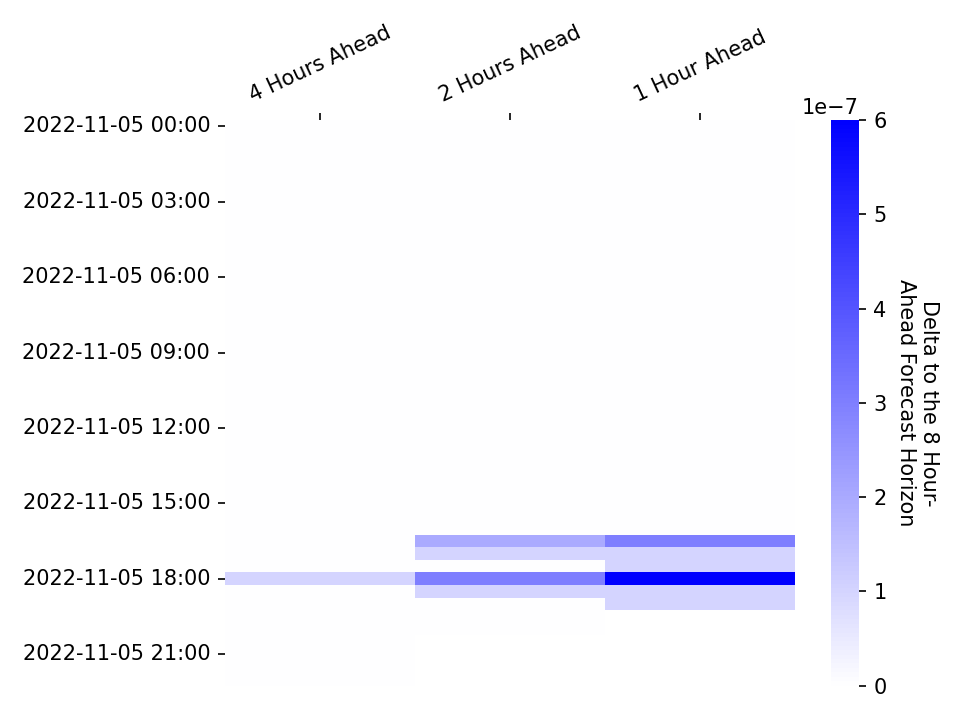 4 Hours Ahead
2 Hours Ahead
1 Hour Ahead
2022-11-05 00:00
2022-11-05 03:00
2022-11-05 06:00
2022-11-05 09:00
2022-11-05 12:00
2022-11-05 15:00
2022-11-05 18:00
2022-11-05 21:00
1e−7
6
5
4
3
2
1
0
Delta to the 8 Hour-
Ahead Forecast Horizon